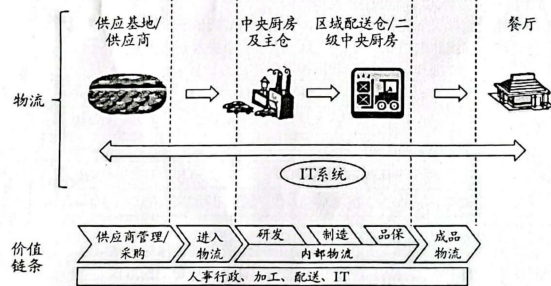 供应基地/
供应商
中央厨房
及主仓
区域配送仓/二
级中央厨房
餐厅
物流
IT系统
价值
链条
供应商管理/
采购
进入
物流
研发
制造
品保
内部物流
成品
物流
人事行政、加工、配送、IT